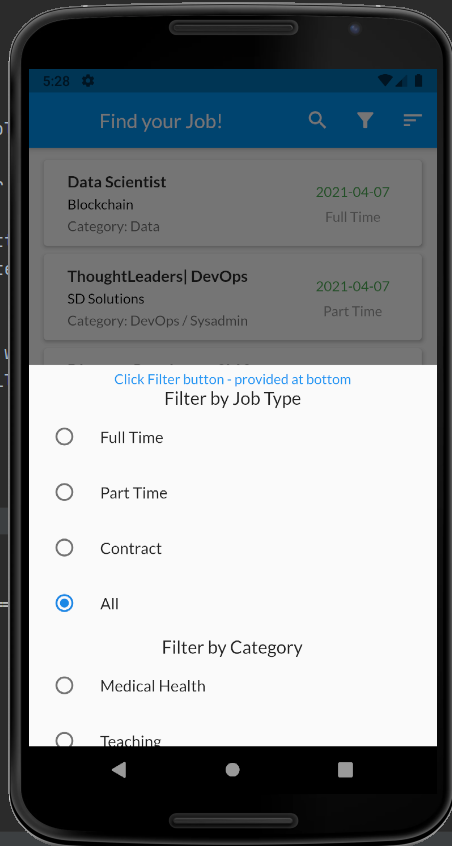 5:28
Find your Job!
Data Scientist
2021-04-07
Blockchain
Full Time
Category: Data
ThoughtLeaders| DevOps
2021-04-07
SD Solutions
Part Time
Category: DevOps / Sysadmin
Click Filter button - provided at bottom
Filter by Job Type
Full Time
Part Time
Contract
All
Filter by Category
Medical Health
Teaching